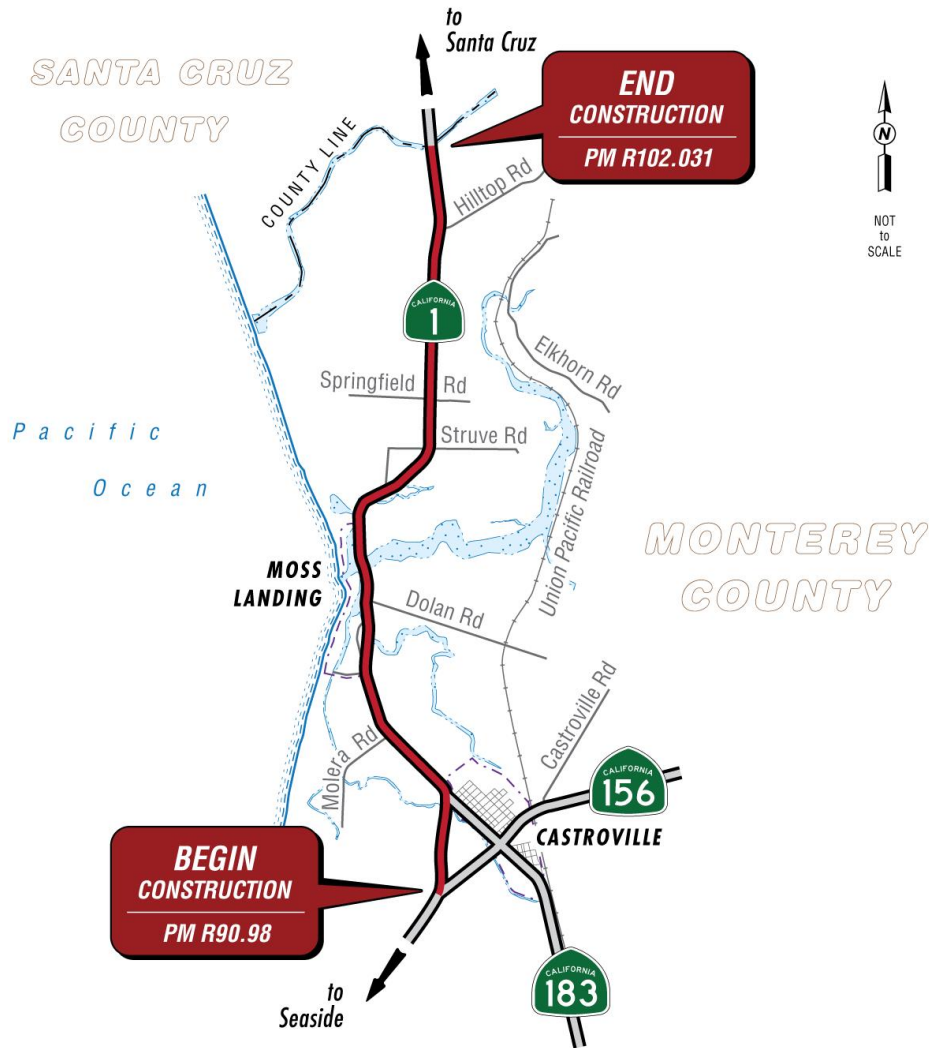 to
Santa Cruz
SANTA CRUZ
COUNTY
END
CONSTRUCTION
PM R102.031
N
NOT
to
SCALE
COUNTY LINE
Hilltop Rd
CALIFORNIA
1
Elkhorn Rd
Springfield Rd
Struve Rd
Pacific
Ocean
Union Pacific Railroad
MONTEREY
COUNTY
MOSS
LANDING
Dolan Rd
Castroville Rd
Molera Rd
CALIFORNIA
156
CASTROVILLE
BEGIN
CONSTRUCTION
PM R90.98
CALIFORNIA
183
to
Seaside